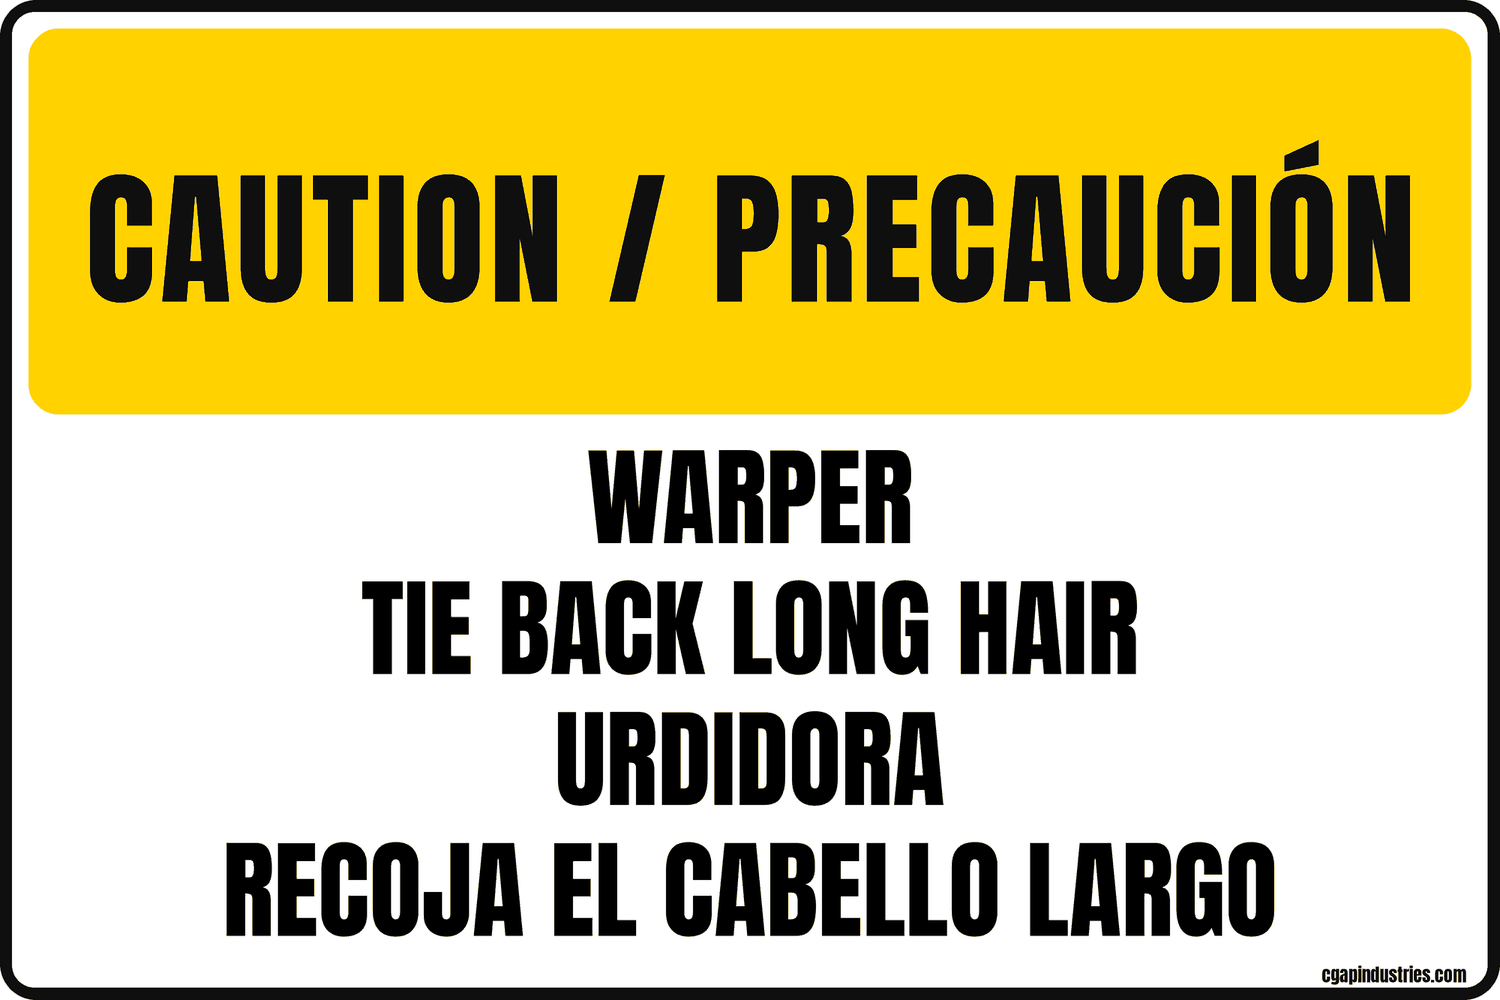 CAUTION / PRECAUCIÓN
WARPER
TIE BACK LONG HAIR
URDIDORA
RECOJA EL CABELLO LARGO
cgapindustries.com